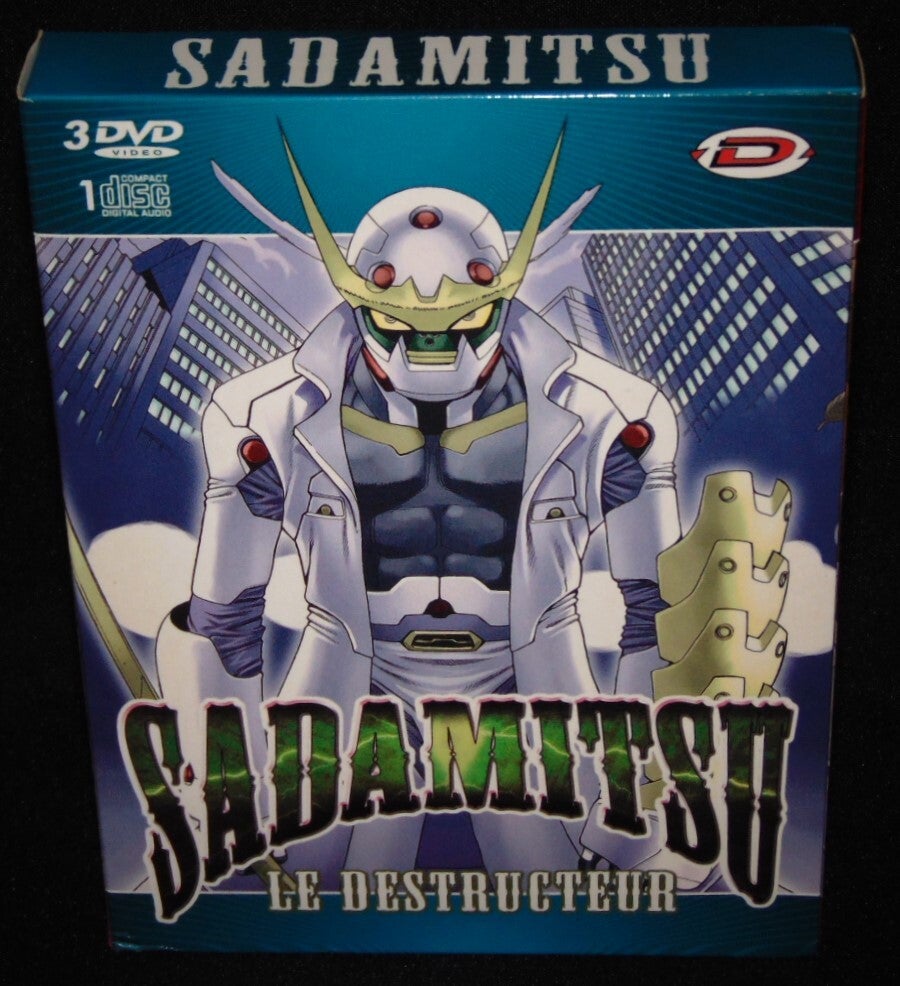 SADAMITSU
3 DVD
VIDEO
D
1 COMPACT
disc
DIGITAL AUDIO
SADAMITSU
LE DESTRUCTEUR